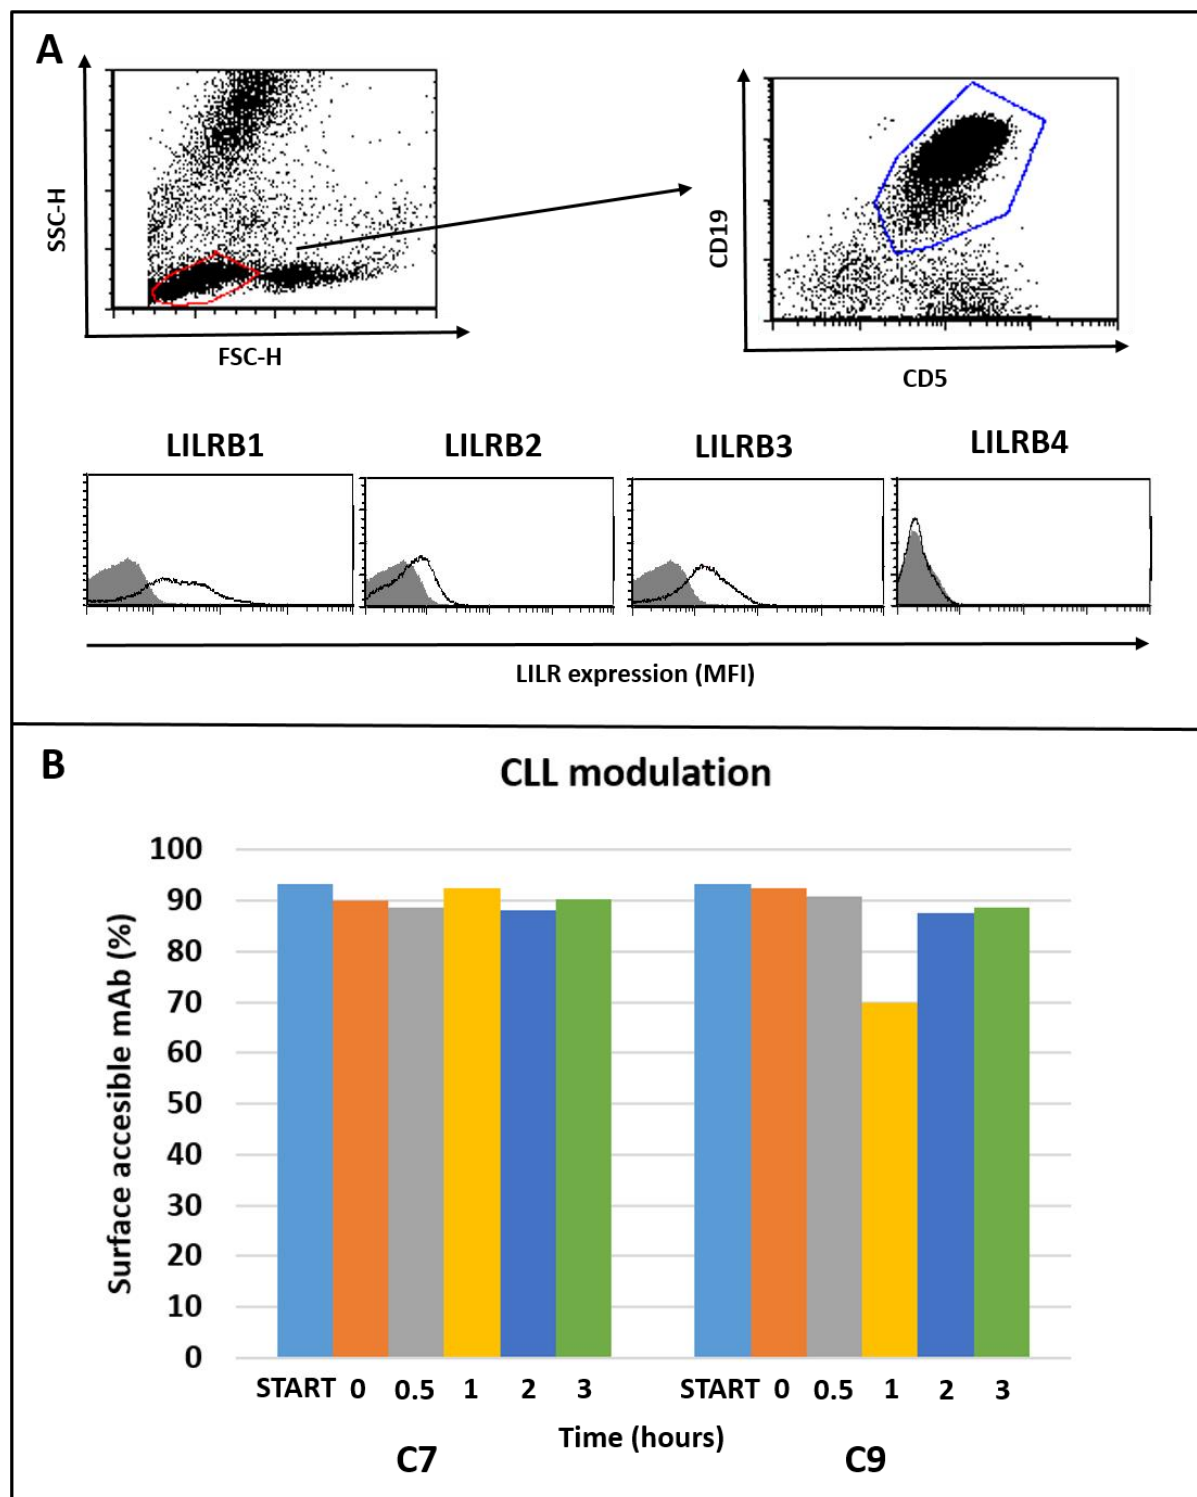 A
SSC-H
FSC-H
CD19
CD5
LILRB1 LILRB2 LILRB3 LILRB4
LILR expression (MFI)
B
CLL modulation
Surface accesible mAb (%)
100
90
80
70
60
50
40
30
20
10
0
START 0 0.5 1 2 3 START 0 0.5 1 2 3
Time (hours)
C7 C9